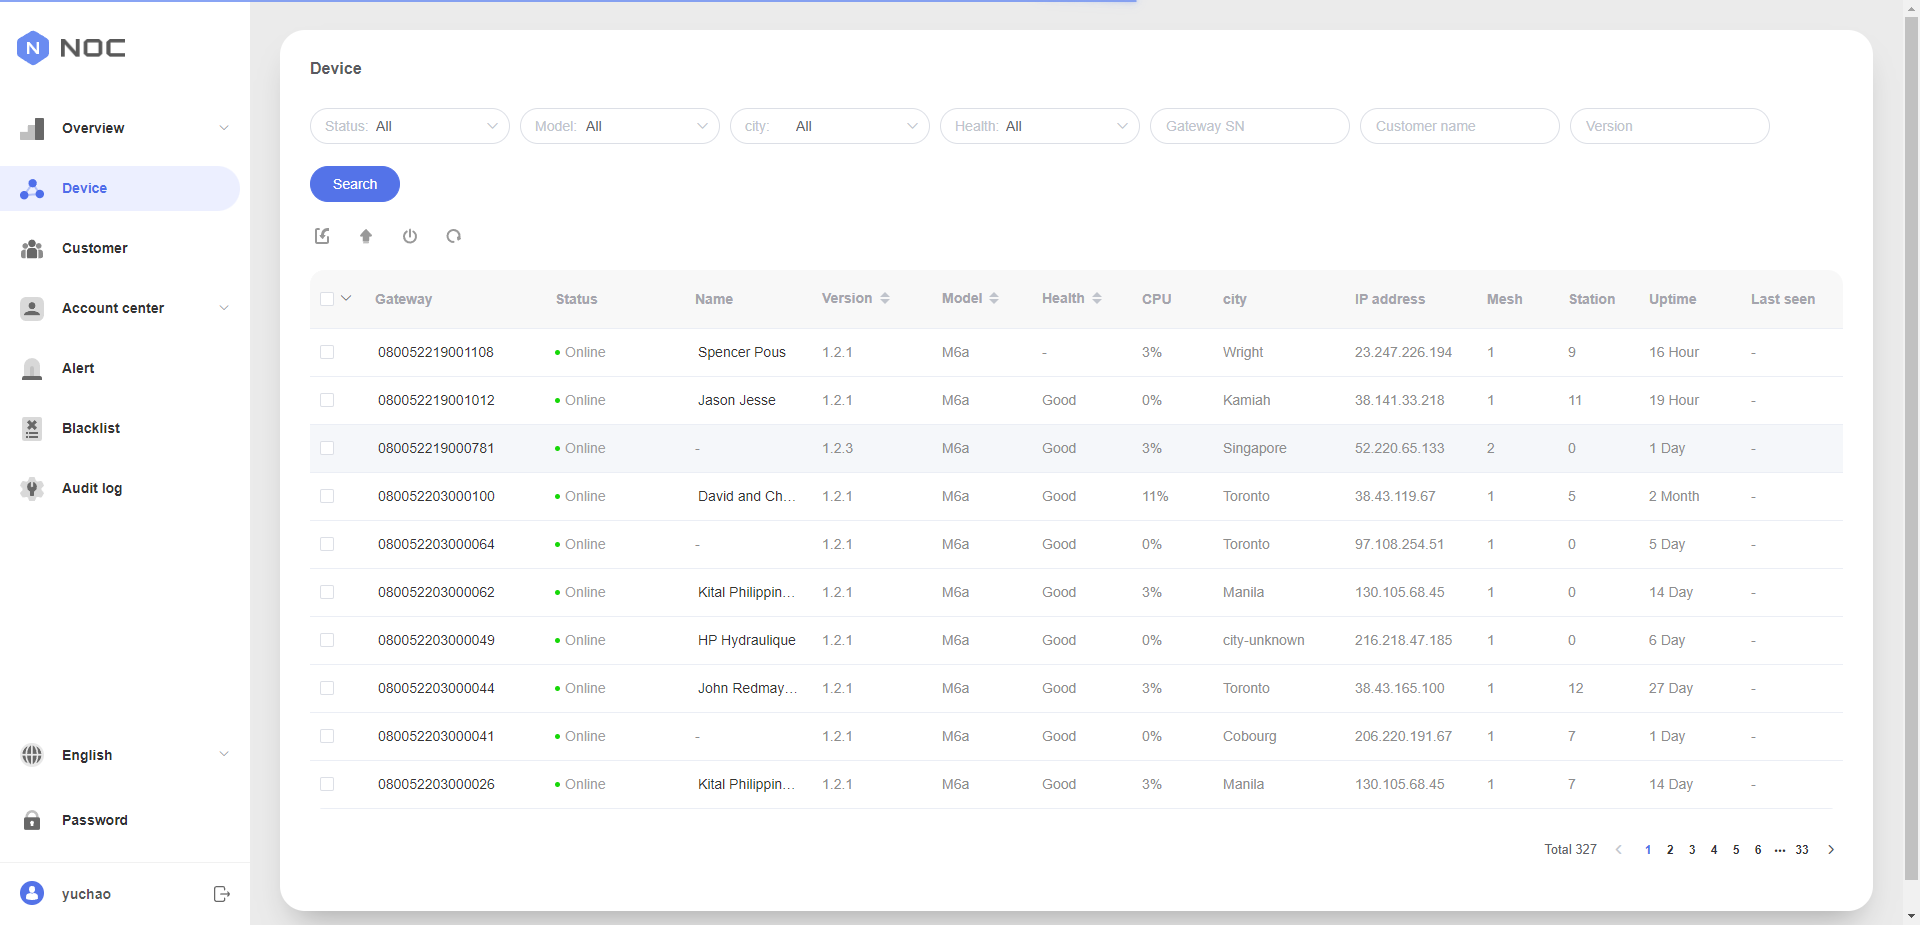 N NOC
Overview
Device
Customer
Account center
Alert
Blacklist
Audit log
English
Password
yuchao
Device
Status: All Model: All city: All Health: All Gateway SN Customer name Version
Search
Gateway Status Name Version Model Health CPU city IP address Mesh Station Uptime Last seen
080052219001108 Online Spencer Pous 1.2.1 M6a - 3% Wright 23.247.226.194 1 9 16 Hour -
080052219001012 Online Jason Jesse 1.2.1 M6a Good 0% Kamiah 38.141.33.218 1 11 19 Hour -
080052219000781 Online - 1.2.3 M6a Good 3% Singapore 52.220.65.133 2 0 1 Day -
080052203000100 Online David and Ch... 1.2.1 M6a Good 11% Toronto 38.43.119.67 1 5 2 Month -
080052203000064 Online - 1.2.1 M6a Good 0% Toronto 97.108.254.51 1 0 5 Day -
080052203000062 Online Kital Philippin... 1.2.1 M6a Good 3% Manila 130.105.68.45 1 0 14 Day -
080052203000049 Online HP Hydraulique 1.2.1 M6a Good 0% city-unknown 216.218.47.185 1 0 6 Day -
080052203000044 Online John Redmay... 1.2.1 M6a Good 3% Toronto 38.43.165.100 1 12 27 Day -
080052203000041 Online - 1.2.1 M6a Good 0% Cobourg 206.220.191.67 1 7 1 Day -
080052203000026 Online Kital Philippin... 1.2.1 M6a Good 3% Manila 130.105.68.45 1 7 14 Day -
Total 327 1 2 3 4 5 6 ... 33